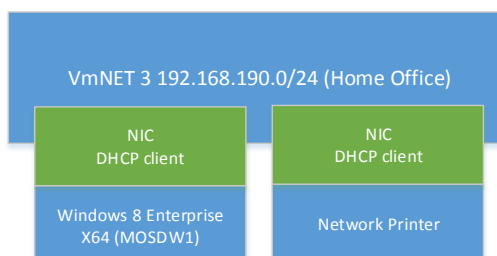 VmNET 3 192.168.190.0/24 (Home Office)
NIC
DHCP client
NIC
DHCP client
Windows 8 Enterprise
X64 (MOSDW1)
Network Printer